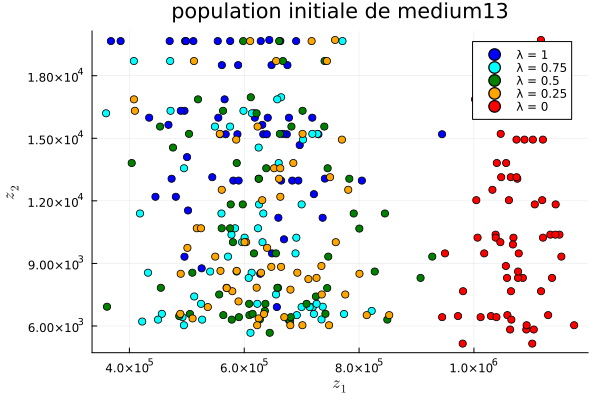 population initiale de medium13
λ = 1
λ = 0.75
λ = 0.5
λ = 0.25
λ = 0
1.80×10⁴
1.50×10⁴
1.20×10⁴
9.00×10³
6.00×10³
z₂
4.0×10⁵
6.0×10⁵
8.0×10⁵
1.0×10⁶
z₁